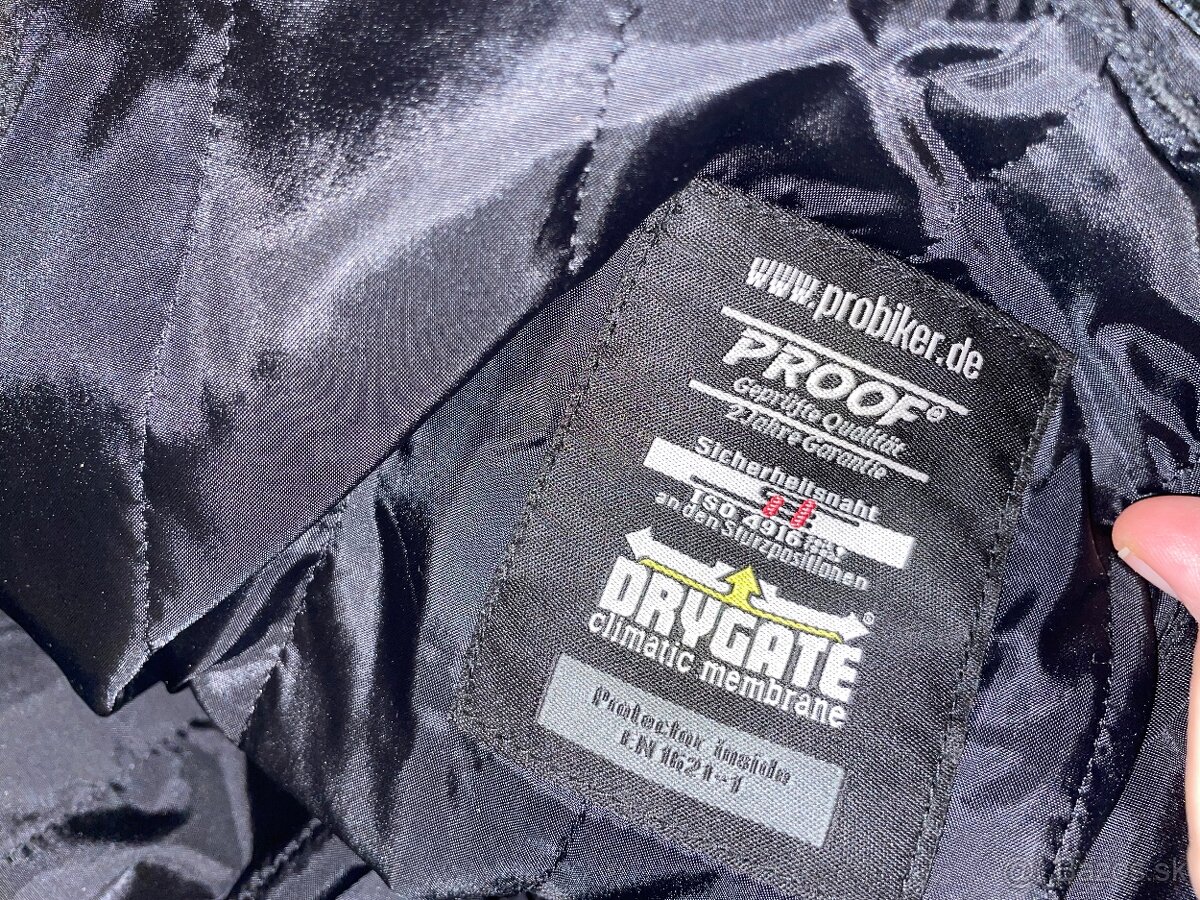 www.probiker.de
PROOF®
Geprüfte Qualität
2 Jahre Garantie
Sicherheitsnaht
ISO 4916
an den Sturzpositionen
DRYGATE®
climatic membrane
Protector inside
EN 1621-1